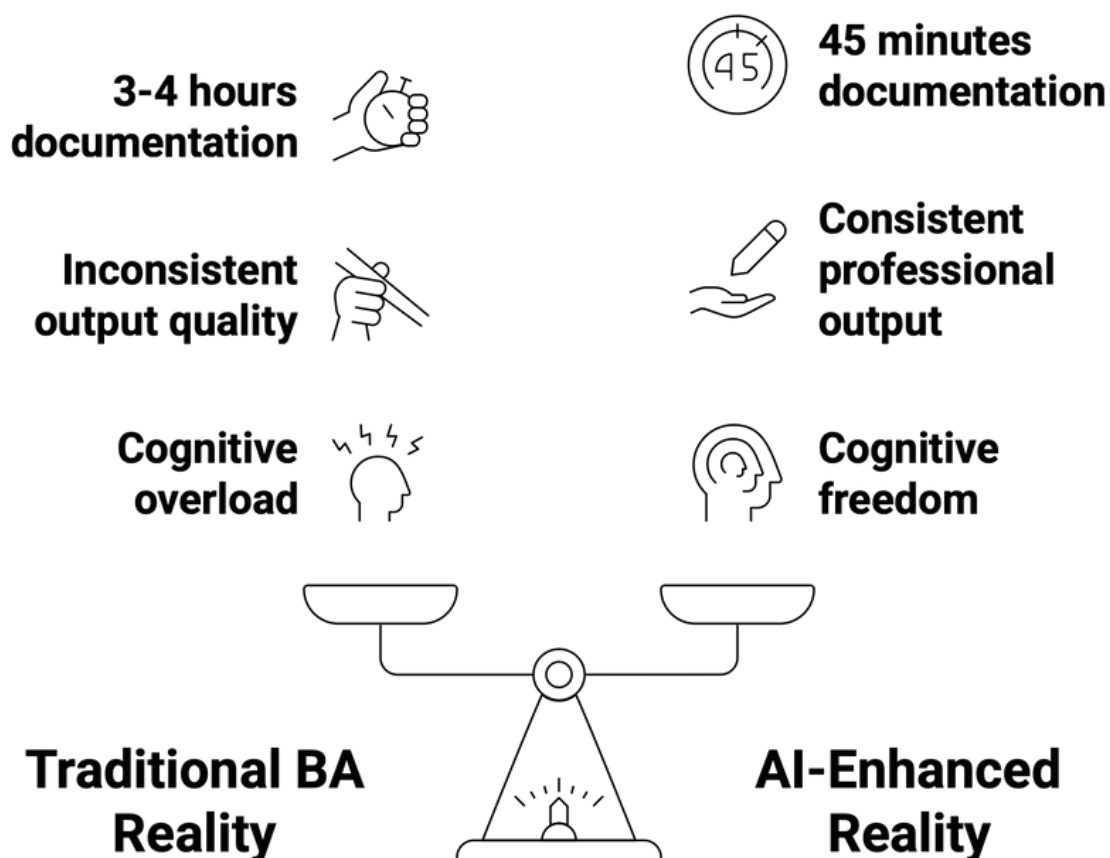 3-4 hours
documentation
45
45 minutes
documentation
Inconsistent
output quality
Consistent
professional
output
Cognitive
overload
Cognitive
freedom
Traditional BA
Reality
AI-Enhanced
Reality